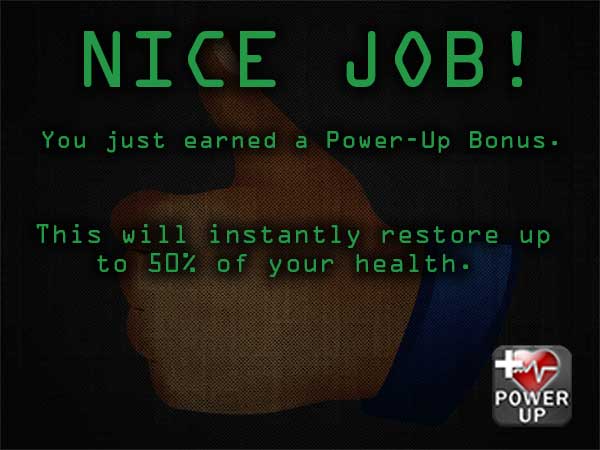 NICE JOB!
You just earned a Power-Up Bonus.
This will instantly restore up
to 50% of your health.
POWER
UP